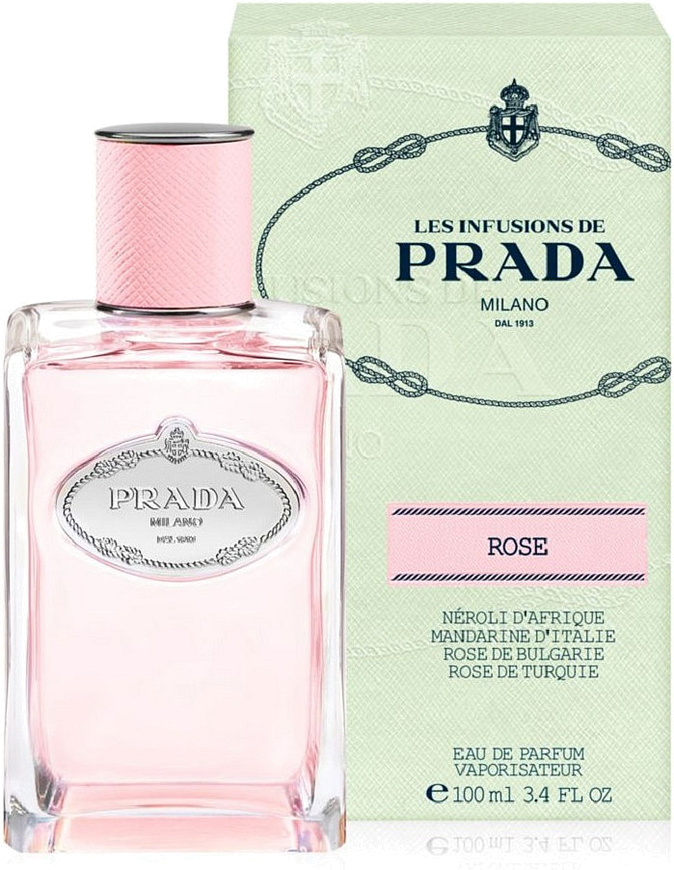 PRADA
MILANO
LES INFUSIONS DE
PRADA
MILANO
DAL 1913
ROSE
NÉROLI D'AFRIQUE
MANDARINE D'ITALIE
ROSE DE BULGARIE
ROSE DE TURQUIE
EAU DE PARFUM
VAPORISATEUR
℮100 ml 3.4 FL OZ